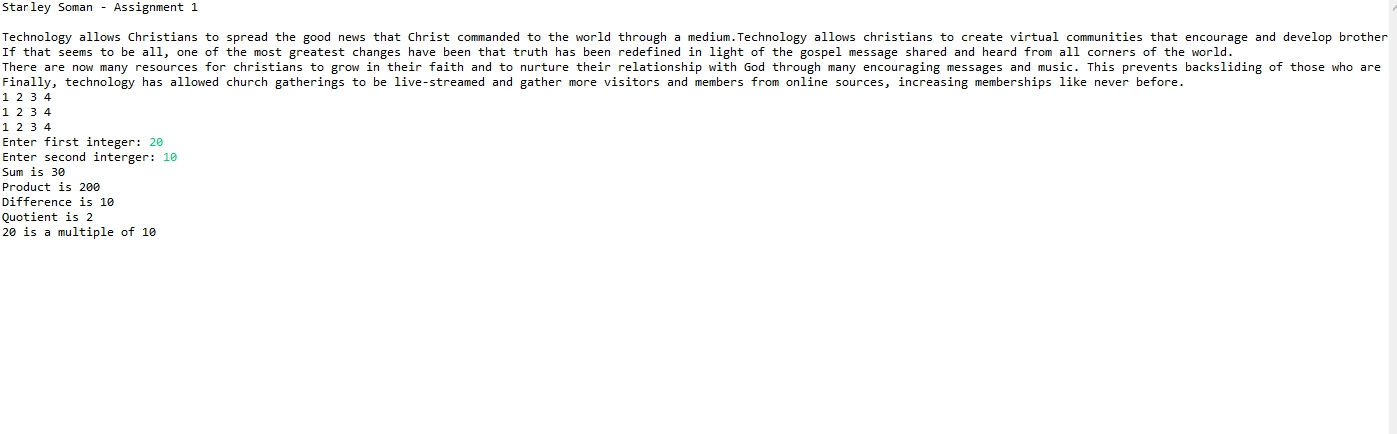 Starley Soman - Assignment 1
Technology allows Christians to spread the good news that Christ commanded to the world through a medium.Technology allows christians to create virtual communities that encourage and develop brother
If that seems to be all, one of the most greatest changes have been that truth has been redefined in light of the gospel message shared and heard from all corners of the world.
There are now many resources for christians to grow in their faith and to nurture their relationship with God through many encouraging messages and music. This prevents backsliding of those who are
Finally, technology has allowed church gatherings to be live-streamed and gather more visitors and members from online sources, increasing memberships like never before.
1 2 3 4
1 2 3 4
1 2 3 4
Enter first integer: 20
Enter second interger: 10
Sum is 30
Product is 200
Difference is 10
Quotient is 2
20 is a multiple of 10